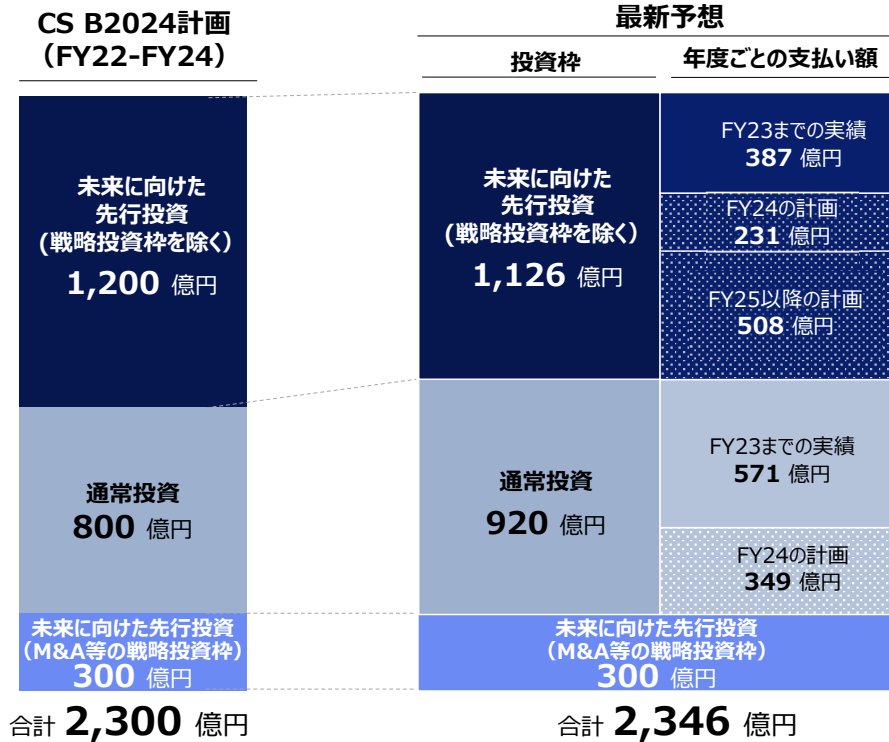 CS B2024計画
（FY22-FY24）
未来に向けた
先行投資
(戦略投資枠を除く）
1,200 億円
通常投資
800 億円
未来に向けた先行投資
（M&A等の戦略投資枠）
300 億円
合計 2,300 億円
最新予想
投資枠
年度ごとの支払い額
未来に向けた
先行投資
(戦略投資枠を除く）
1,126 億円
FY23までの実績
387 億円
FY24の計画
231 億円
FY25以降の計画
508 億円
通常投資
920 億円
FY23までの実績
571 億円
FY24の計画
349 億円
未来に向けた先行投資
（M&A等の戦略投資枠）
300 億円
合計 2,346 億円